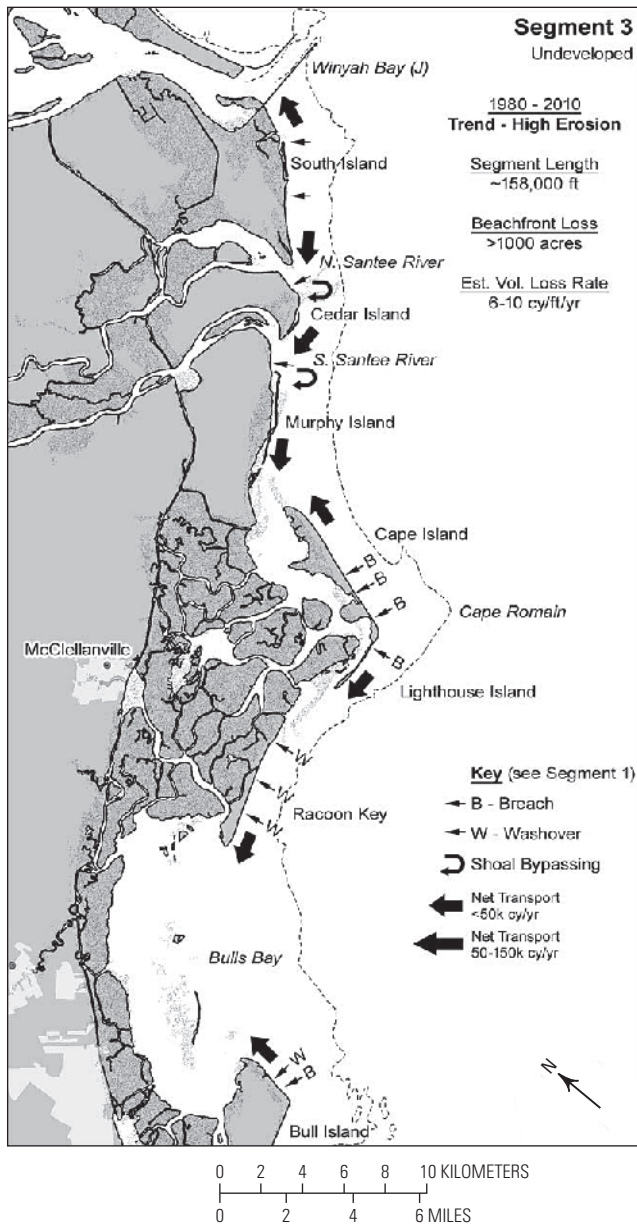 Segment 3
Undeveloped
Winyah Bay (J)
1980 - 2010
Trend - High Erosion
South Island
Segment Length
~158,000 ft
Beachfront Loss
>1000 acres
N. Santee River
Est. Vol. Loss Rate
6-10 cy/ft/yr
Cedar Island
S. Santee River
Murphy Island
Cape Island
B
B
B
Cape Romain
McClellanville
B
Lighthouse Island
W
Key (see Segment 1)
W
B - Breach
Racoon Key
W
W - Washover
Shoal Bypassing
Net Transport
<50k cy/yr
Net Transport
50-150k cy/yr
Bulls Bay
W
B
N
Bull Island
0 2 4 6 8 10 KILOMETERS
0 2 4 6 MILES